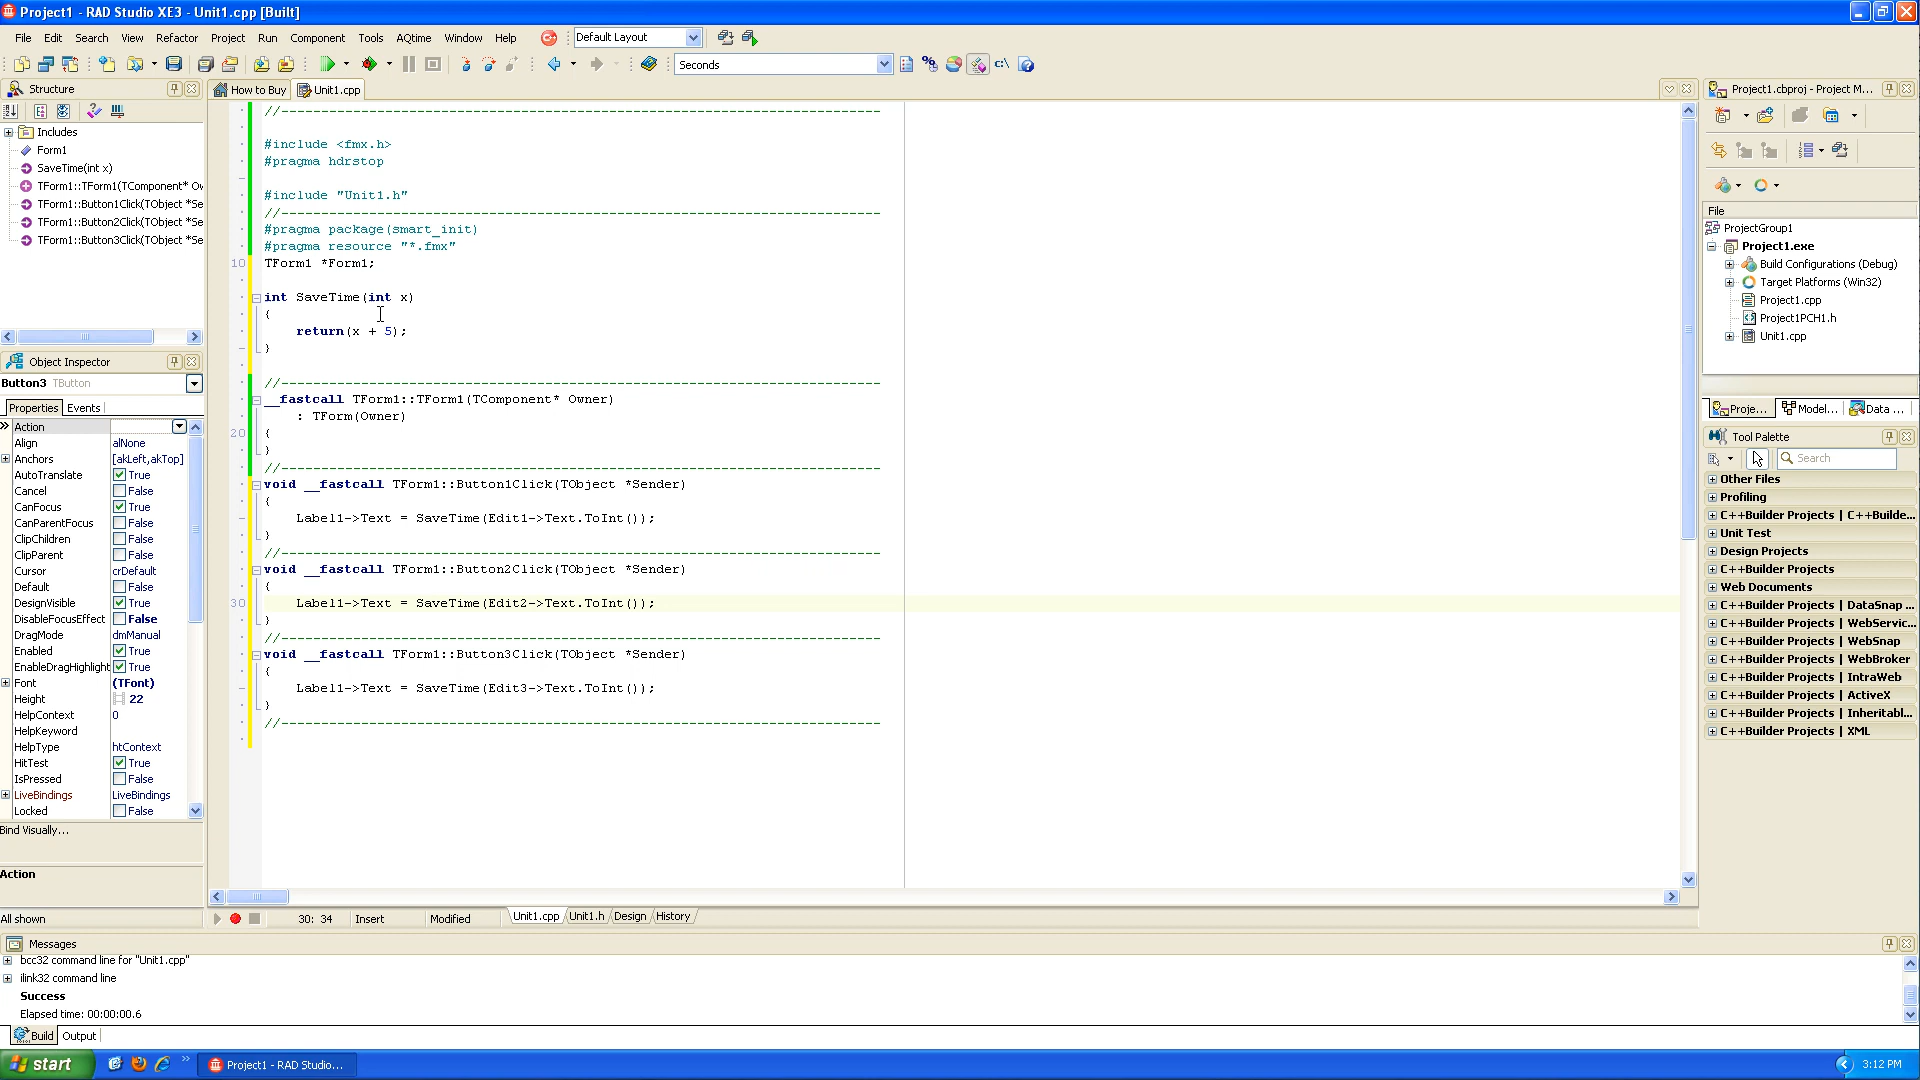 Project1 - RAD Studio XE3 - Unit1.cpp [Built]
File Edit Search View Refactor Project Run Component Tools AQtime Window Help Default Layout
Seconds
Structure
How to Buy Unit1.cpp
Project1.cbproj - Project M...
Includes
Form1
SaveTime(int x)
TForm1::TForm1(TComponent* Ow
TForm1::Button1Click(TObject *Se
TForm1::Button2Click(TObject *Se
TForm1::Button3Click(TObject *Se
Object Inspector
Button3 TButton
Properties Events
Action
Align alNone
Anchors [akLeft,akTop]
AutoTranslate True
Cancel False
CanFocus True
CanParentFocus False
ClipChildren False
ClipParent False
Cursor crDefault
Default False
DesignVisible True
DisableFocusEffect False
DragMode dmManual
Enabled True
EnableDragHighlight True
Font (TFont)
Height 22
HelpContext 0
HelpKeyword
HelpType htContext
HitTest True
IsPressed False
LiveBindings LiveBindings
Locked False
Bind Visually...
Action
All shown
//---------------------------------------------------------------------------
#include <fmx.h>
#pragma hdrstop
#include "Unit1.h"
//---------------------------------------------------------------------------
#pragma package(smart_init)
#pragma resource "*.fmx"
10 TForm1 *Form1;
int SaveTime(int x)
{
return(x + 5);
}
//---------------------------------------------------------------------------
__fastcall TForm1::TForm1(TComponent* Owner)
: TForm(Owner)
20 {
}
//---------------------------------------------------------------------------
void __fastcall TForm1::Button1Click(TObject *Sender)
{
Label1->Text = SaveTime(Edit1->Text.ToInt());
}
//---------------------------------------------------------------------------
void __fastcall TForm1::Button2Click(TObject *Sender)
{
30 Label1->Text = SaveTime(Edit2->Text.ToInt());
}
//---------------------------------------------------------------------------
void __fastcall TForm1::Button3Click(TObject *Sender)
{
Label1->Text = SaveTime(Edit3->Text.ToInt());
}
//---------------------------------------------------------------------------
30: 34 Insert Modified Unit1.cpp Unit1.h Design History
File
ProjectGroup1
Project1.exe
Build Configurations (Debug)
Target Platforms (Win32)
Project1.cpp
Project1PCH1.h
Unit1.cpp
Proje... Model... Data ...
Tool Palette
Search
Other Files
Profiling
C++Builder Projects | C++Builde...
Unit Test
Design Projects
C++Builder Projects
Web Documents
C++Builder Projects | DataSnap ...
C++Builder Projects | WebServic...
C++Builder Projects | WebSnap
C++Builder Projects | WebBroker
C++Builder Projects | IntraWeb
C++Builder Projects | ActiveX
C++Builder Projects | Inheritabl...
C++Builder Projects | XML
Messages
bcc32 command line for "Unit1.cpp"
ilink32 command line
Success
Elapsed time: 00:00:00.6
Build Output
start Project1 - RAD Studio... 3:12 PM